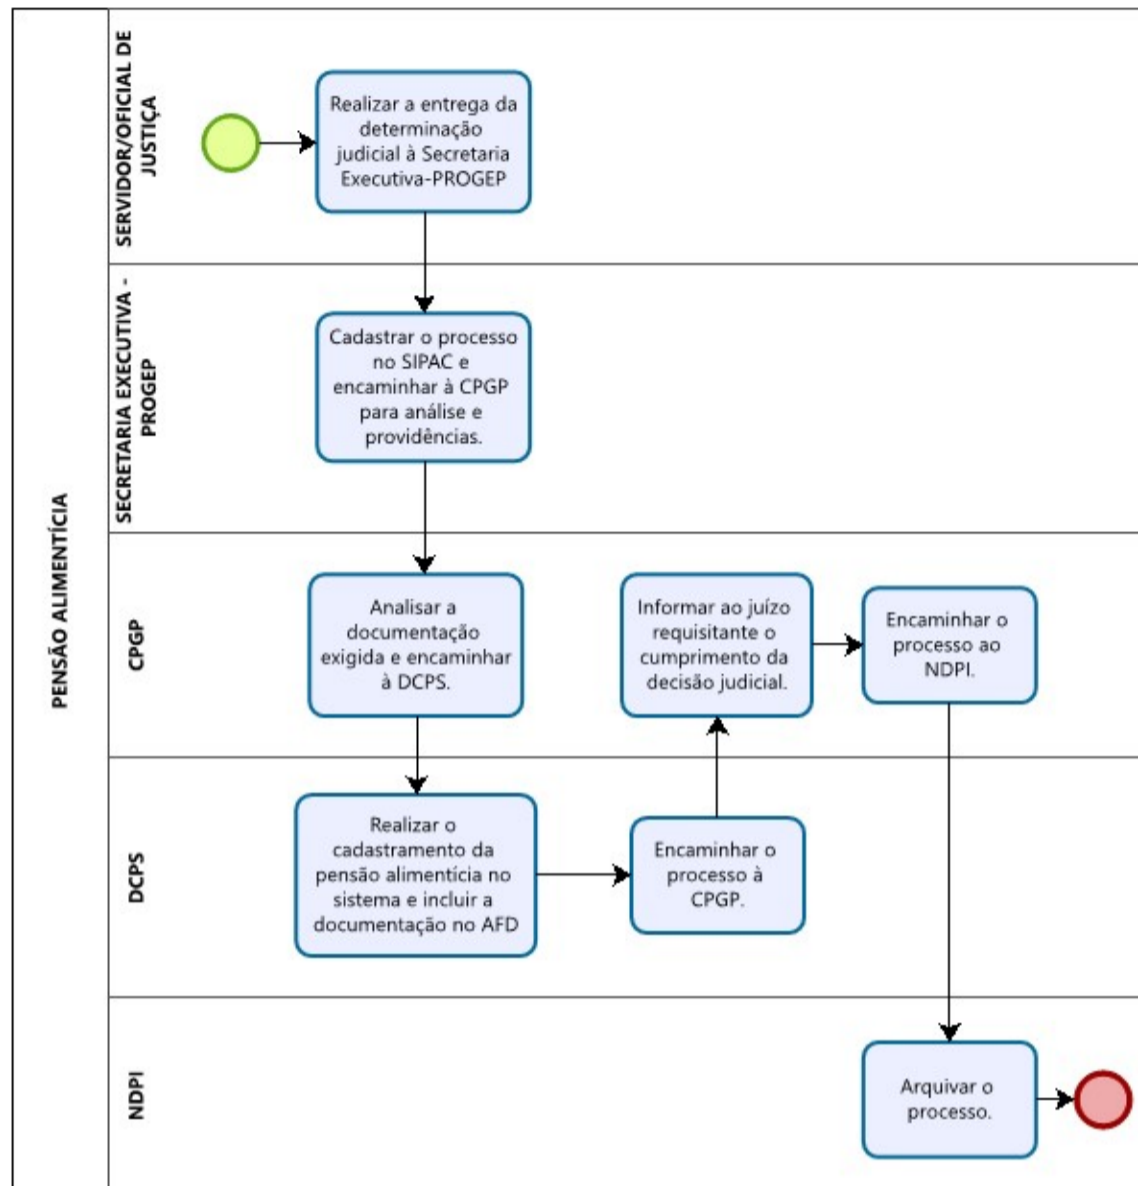 PENSÃO ALIMENTÍCIA
SERVIDOR/OFICIAL DE
JUSTIÇA
Realizar a entrega da
determinação
judicial à Secretaria
Executiva-PROGEP
SECRETARIA EXECUTIVA -
PROGEP
Cadastrar o processo
no SIPAC e
encaminhar à CPGP
para análise e
providências.
CPGP
Analisar a
documentação
exigida e encaminhar
à DCPS.
Informar ao juízo
requisitante o
cumprimento da
decisão judicial.
Encaminhar o
processo ao
NDPI.
DCPS
Realizar o
cadastramento da
pensão alimentícia no
sistema e incluir a
documentação no AFD
Encaminhar o
processo à
CPGP.
NDPI
Arquivar o
processo.